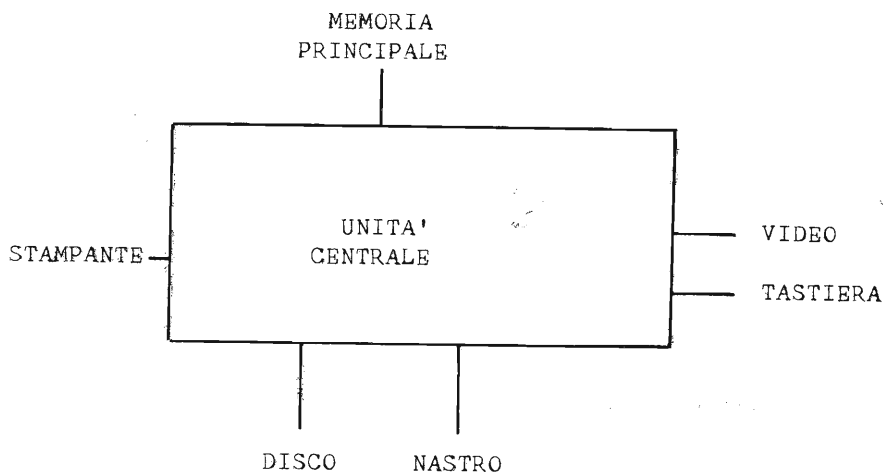 MEMORIA
PRINCIPALE
UNITA'
CENTRALE
STAMPANTE
VIDEO
TASTIERA
DISCO
NASTRO